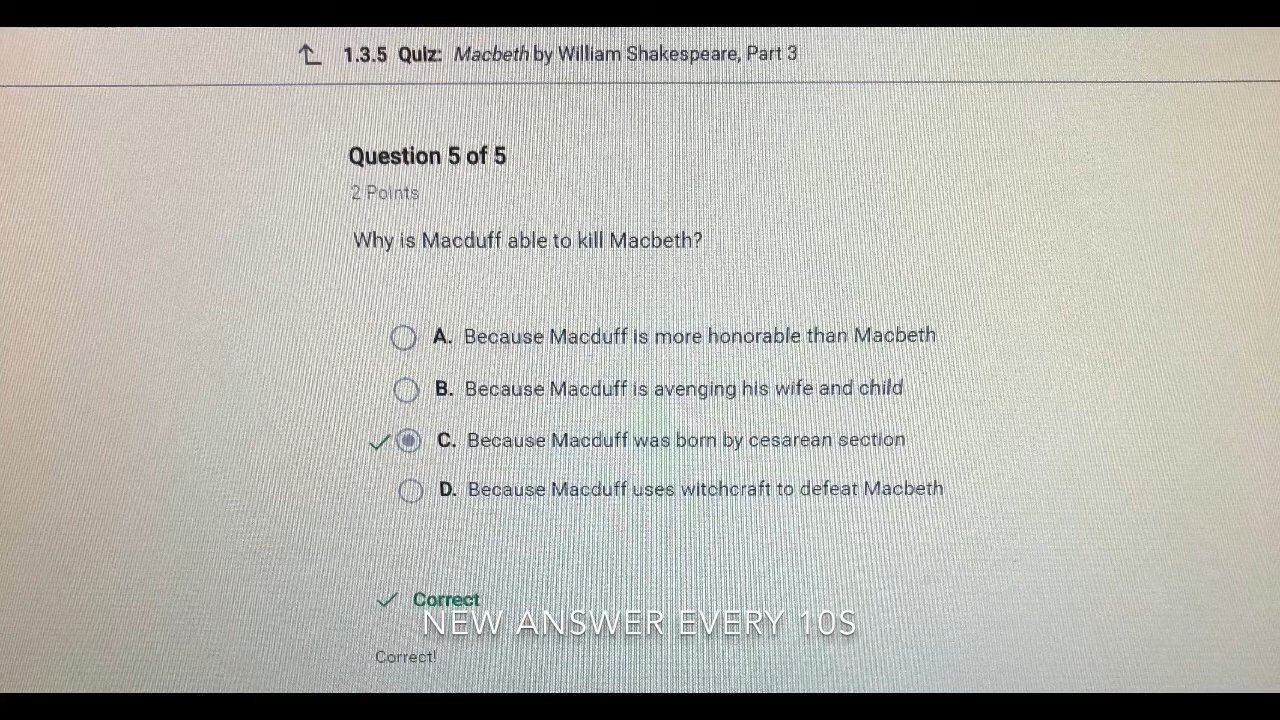 1.3.5 Quiz: Macbeth by William Shakespeare, Part 3
Question 5 of 5
2 Points
Why is Macduff able to kill Macbeth?
A. Because Macduff is more honorable than Macbeth
B. Because Macduff is avenging his wife and child
C. Because Macduff was born by cesarean section
D. Because Macduff uses witchcraft to defeat Macbeth
Correct
NEW ANSWER EVERY 10S
Correct!